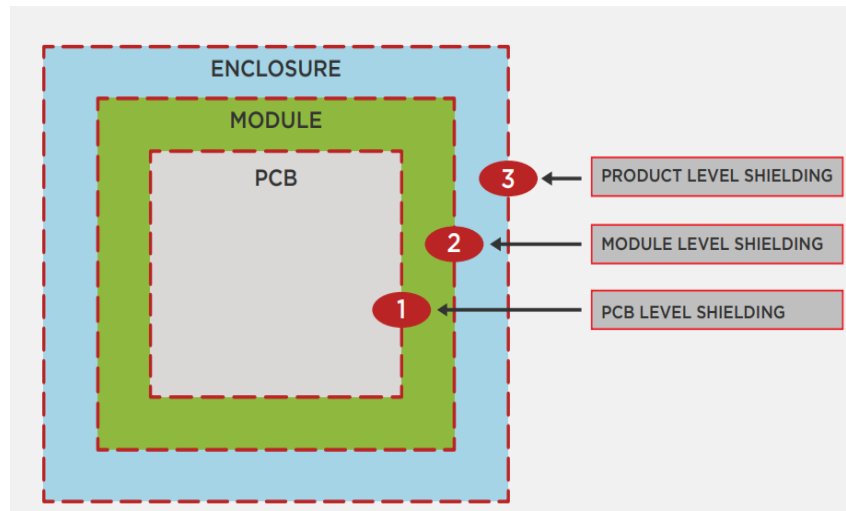 ENCLOSURE
MODULE
PCB
3
PRODUCT LEVEL SHIELDING
2
MODULE LEVEL SHIELDING
1
PCB LEVEL SHIELDING